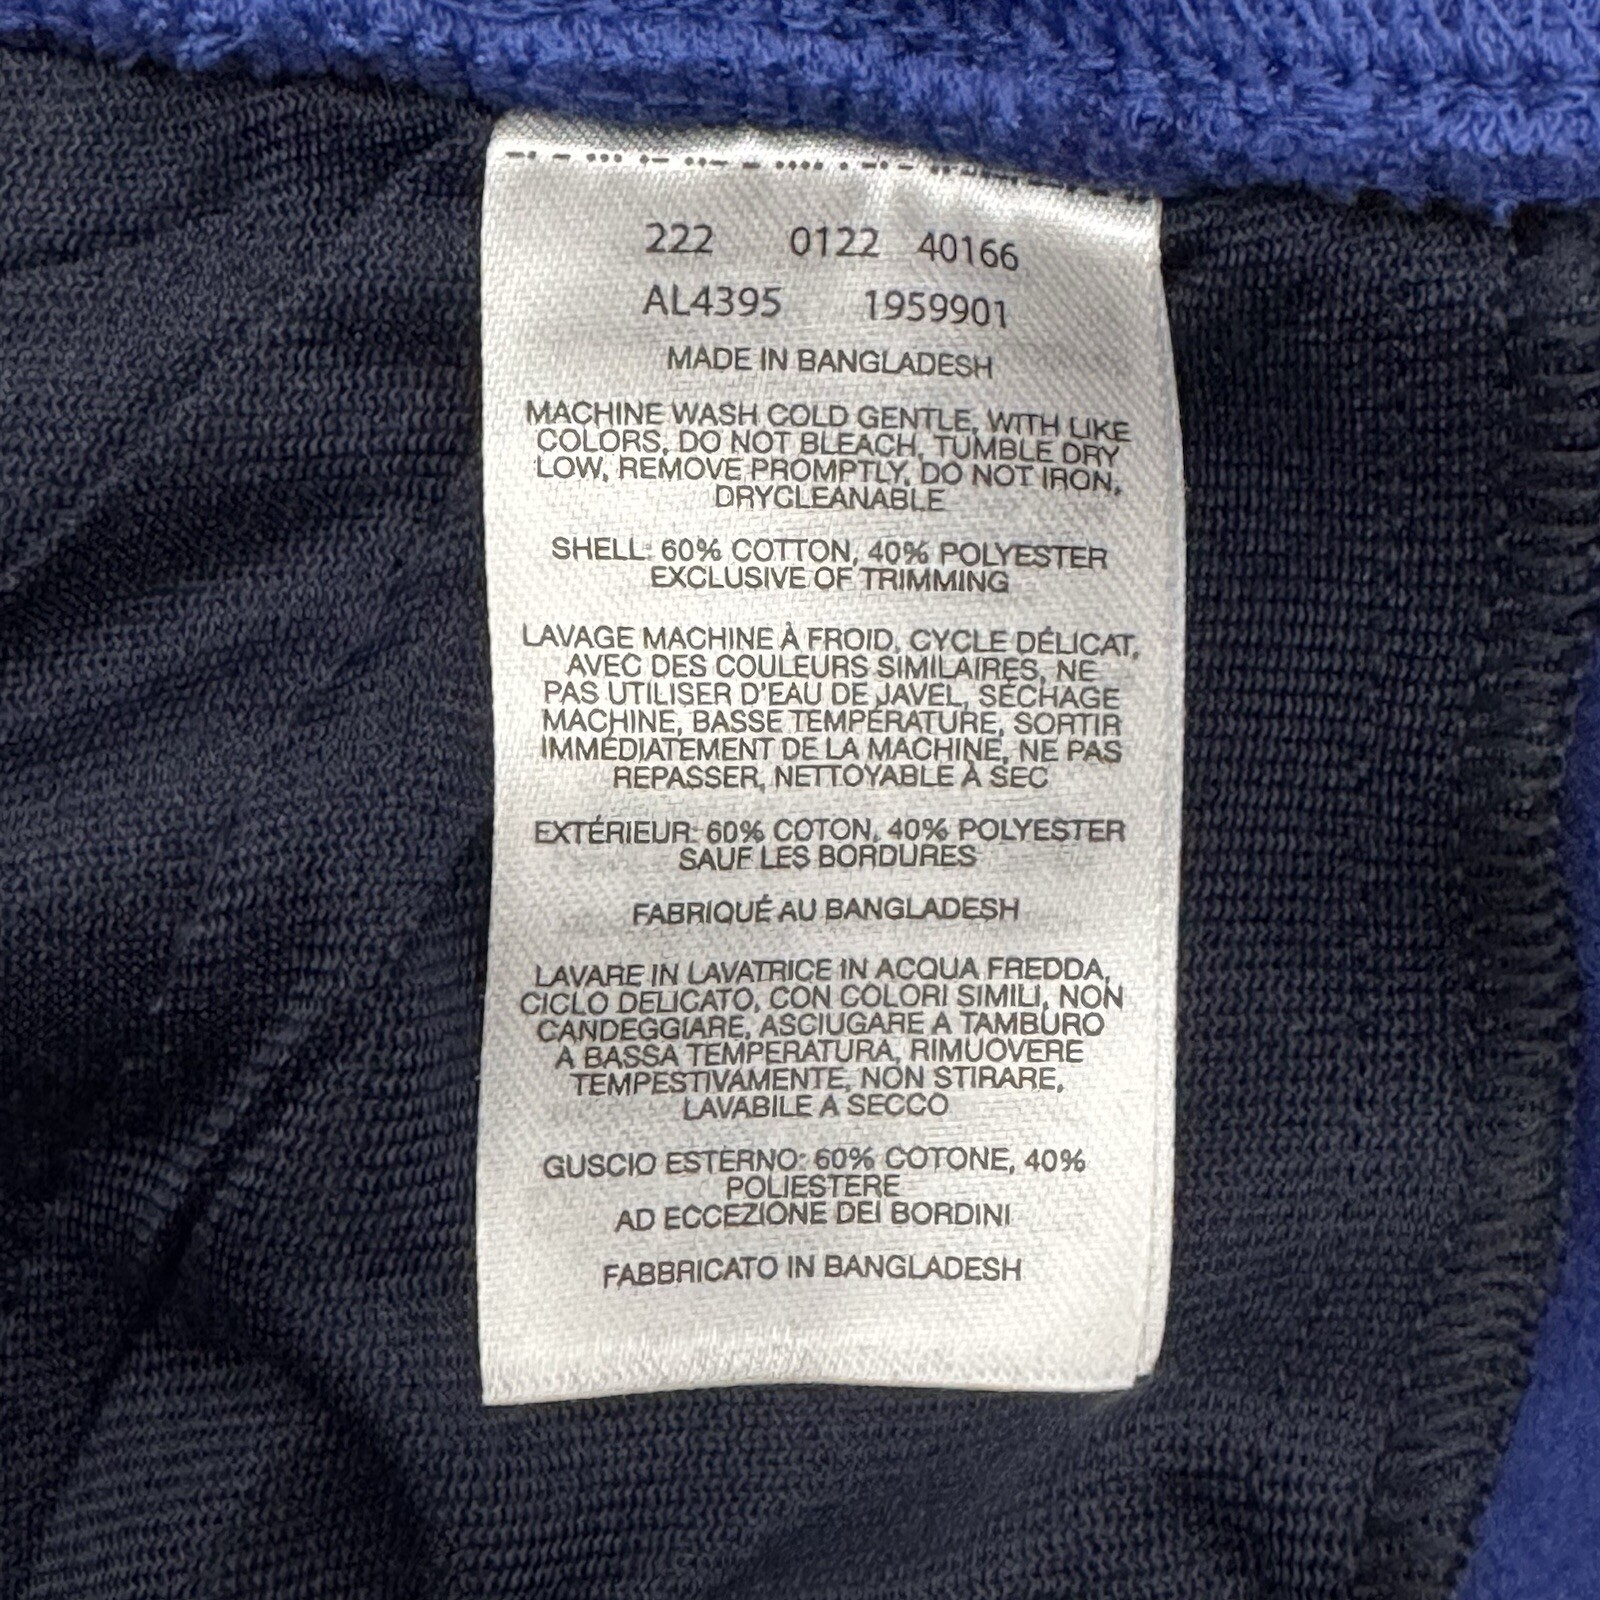 222 0122 40166
AL4395 1959901
MADE IN BANGLADESH
MACHINE WASH COLD GENTLE, WITH LIKE
COLORS, DO NOT BLEACH, TUMBLE DRY
LOW, REMOVE PROMPTLY, DO NOT IRON,
DRYCLEANABLE
SHELL: 60% COTTON, 40% POLYESTER
EXCLUSIVE OF TRIMMING
LAVAGE MACHINE À FROID, CYCLE DÉLICAT,
AVEC DES COULEURS SIMILAIRES, NE
PAS UTILISER D'EAU DE JAVEL, SÉCHAGE
MACHINE, BASSE TEMPÉRATURE, SORTIR
IMMÉDIATEMENT DE LA MACHINE, NE PAS
REPASSER, NETTOYABLE À SEC
EXTÉRIEUR: 60% COTON, 40% POLYESTER
SAUF LES BORDURES
FABRIQUÉ AU BANGLADESH
LAVARE IN LAVATRICE IN ACQUA FREDDA,
CICLO DELICATO, CON COLORI SIMILI, NON
CANDEGGIARE, ASCIUGARE A TAMBURO
A BASSA TEMPERATURA, RIMUOVERE
TEMPESTIVAMENTE, NON STIRARE,
LAVABILE A SECCO
GUSCIO ESTERNO: 60% COTONE, 40%
POLIESTERE
AD ECCEZIONE DEI BORDINI
FABBRICATO IN BANGLADESH